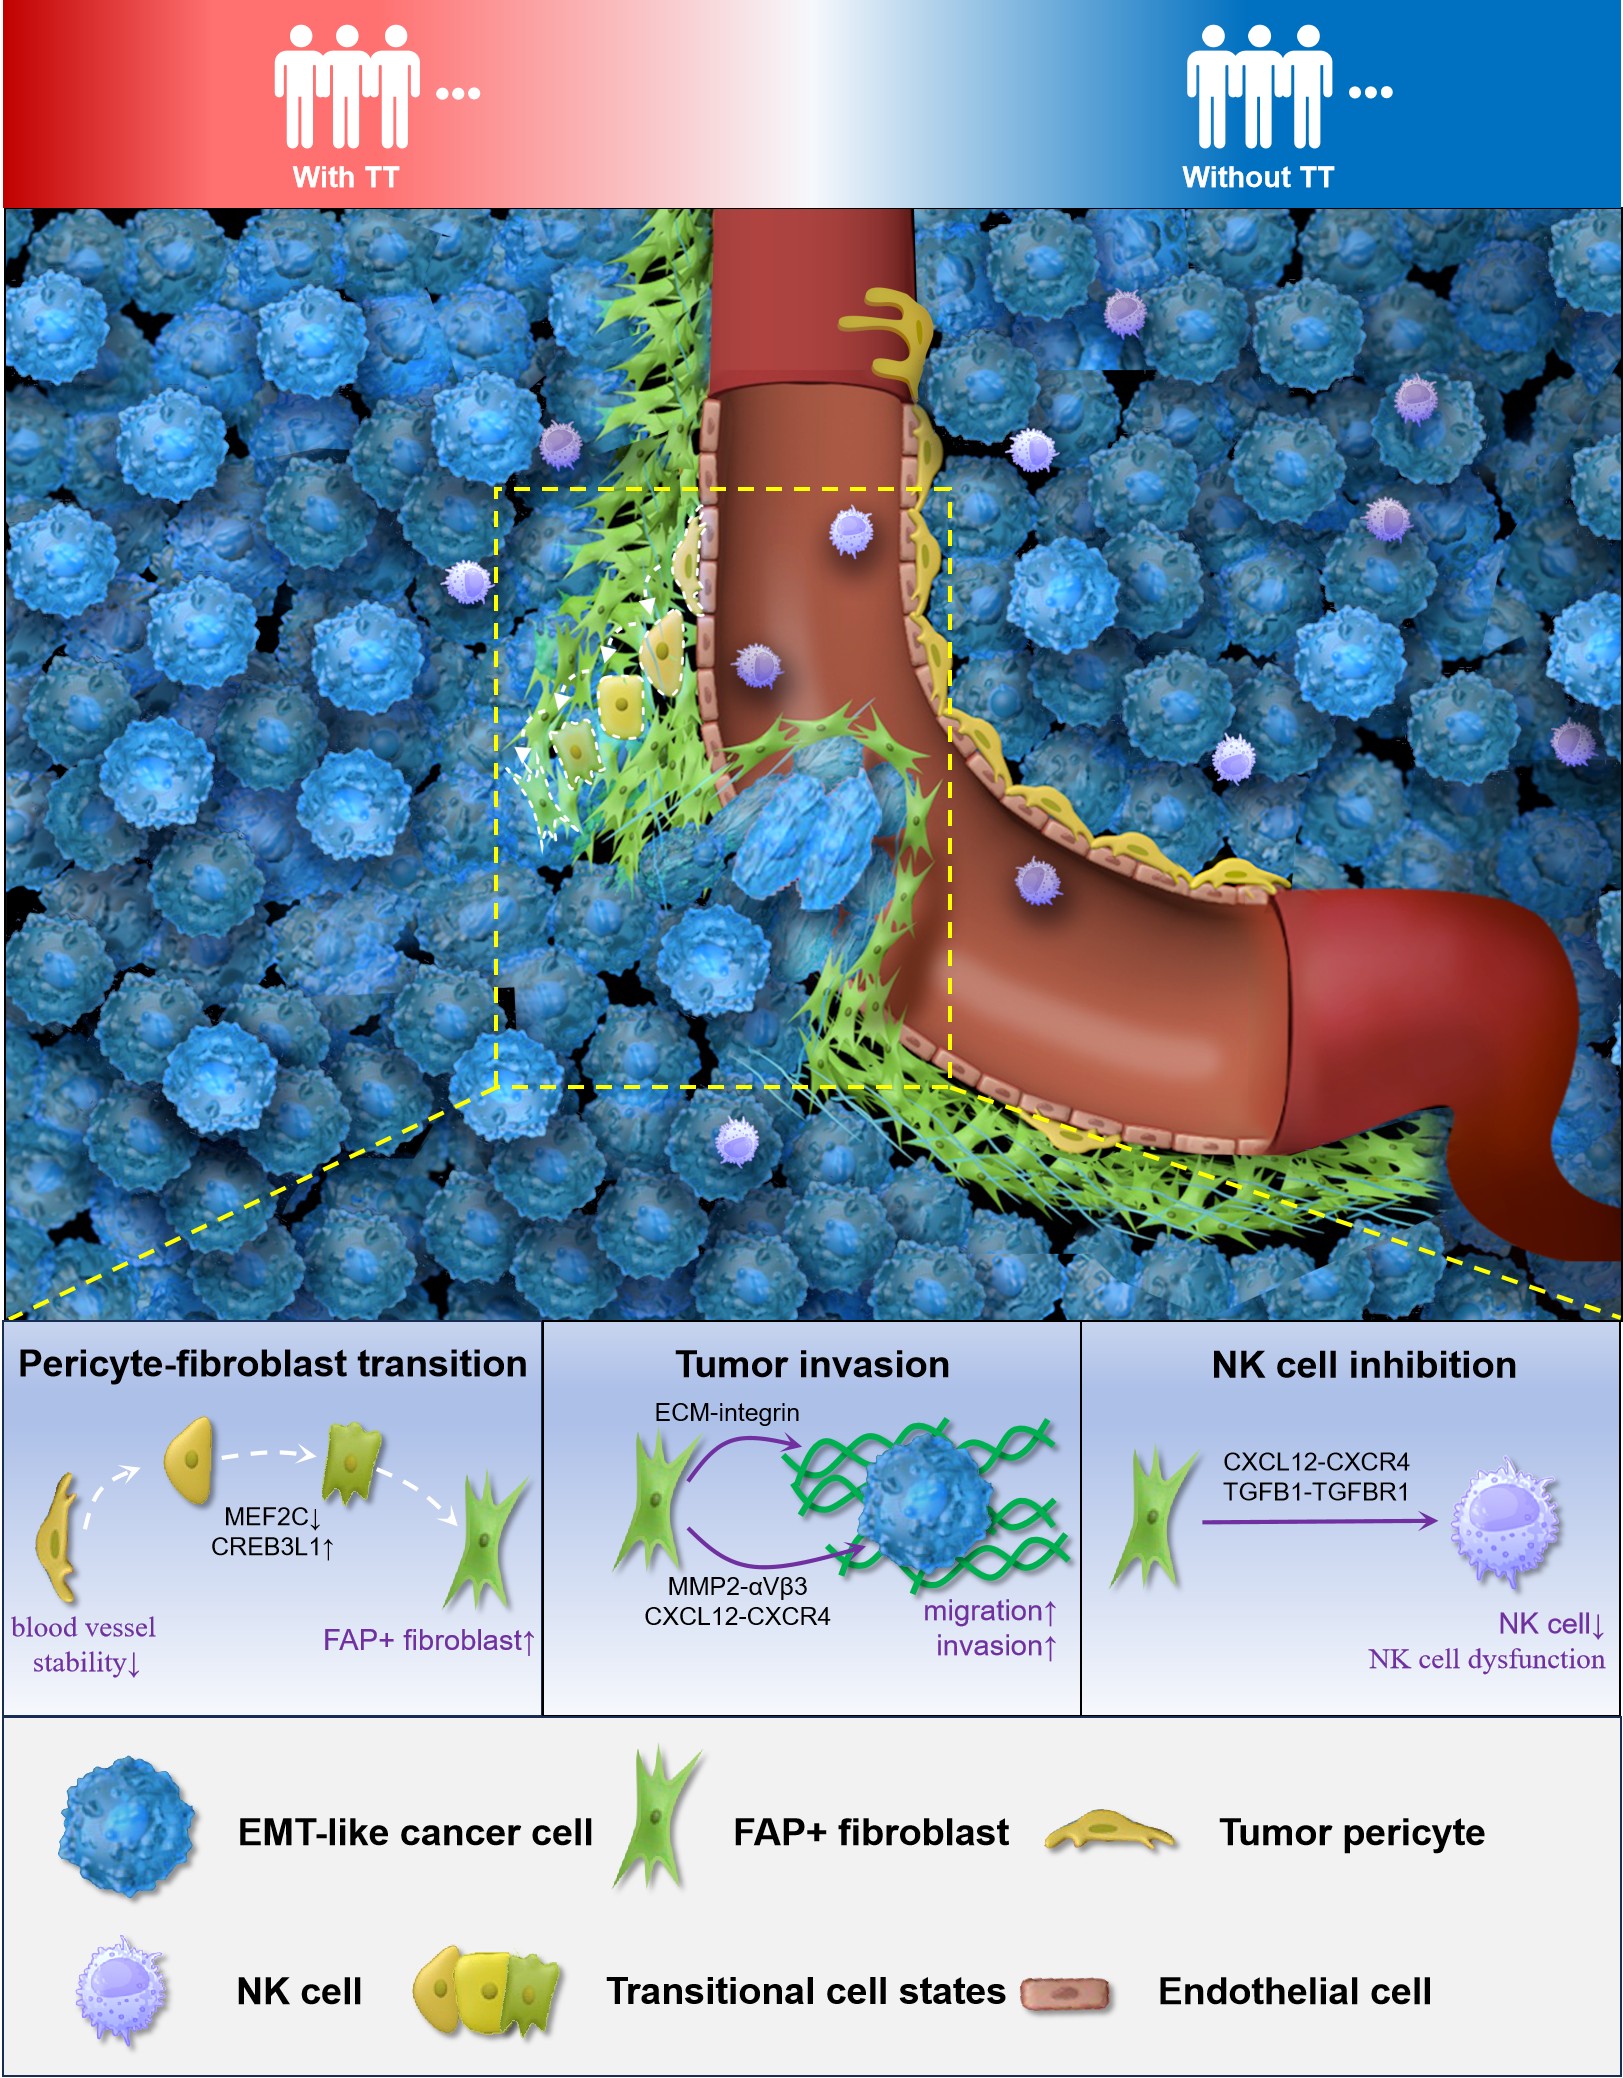 With TT
Without TT
Pericyte-fibroblast transition
MEF2C↓
CREB3L1↑
blood vessel
stability↓
FAP+ fibroblast↑
Tumor invasion
ECM-integrin
MMP2-αVβ3
CXCL12-CXCR4
migration↑
invasion↑
NK cell inhibition
CXCL12-CXCR4
TGFB1-TGFBR1
NK cell↓
NK cell dysfunction
EMT-like cancer cell
FAP+ fibroblast
Tumor pericyte
NK cell
Transitional cell states
Endothelial cell